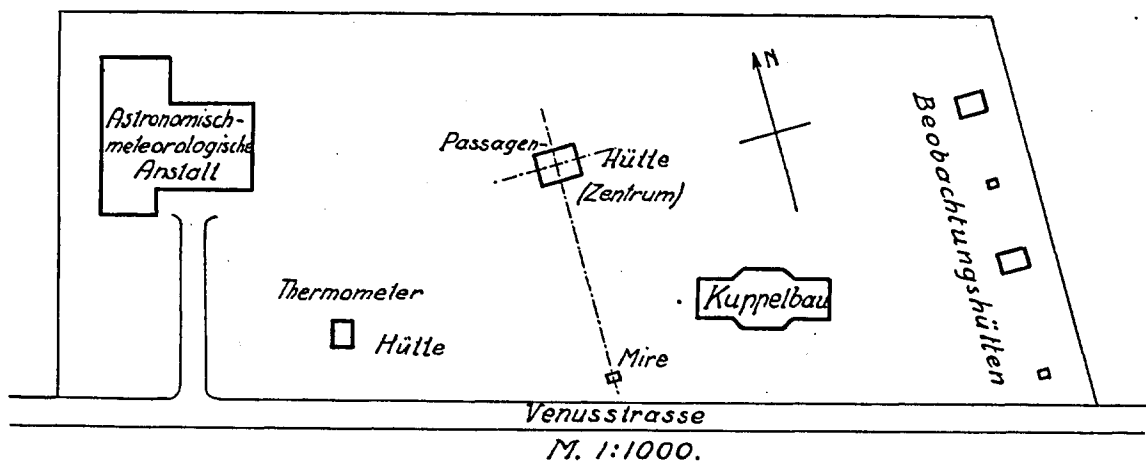 Astronomisch-
meteorologische
Anstalt
Passagen-
Hütte
(Zentrum)
N
Beobachtungshütten
Thermometer
Hütte
Kuppelbau
Mire
Venusstrasse
M. 1:1000.